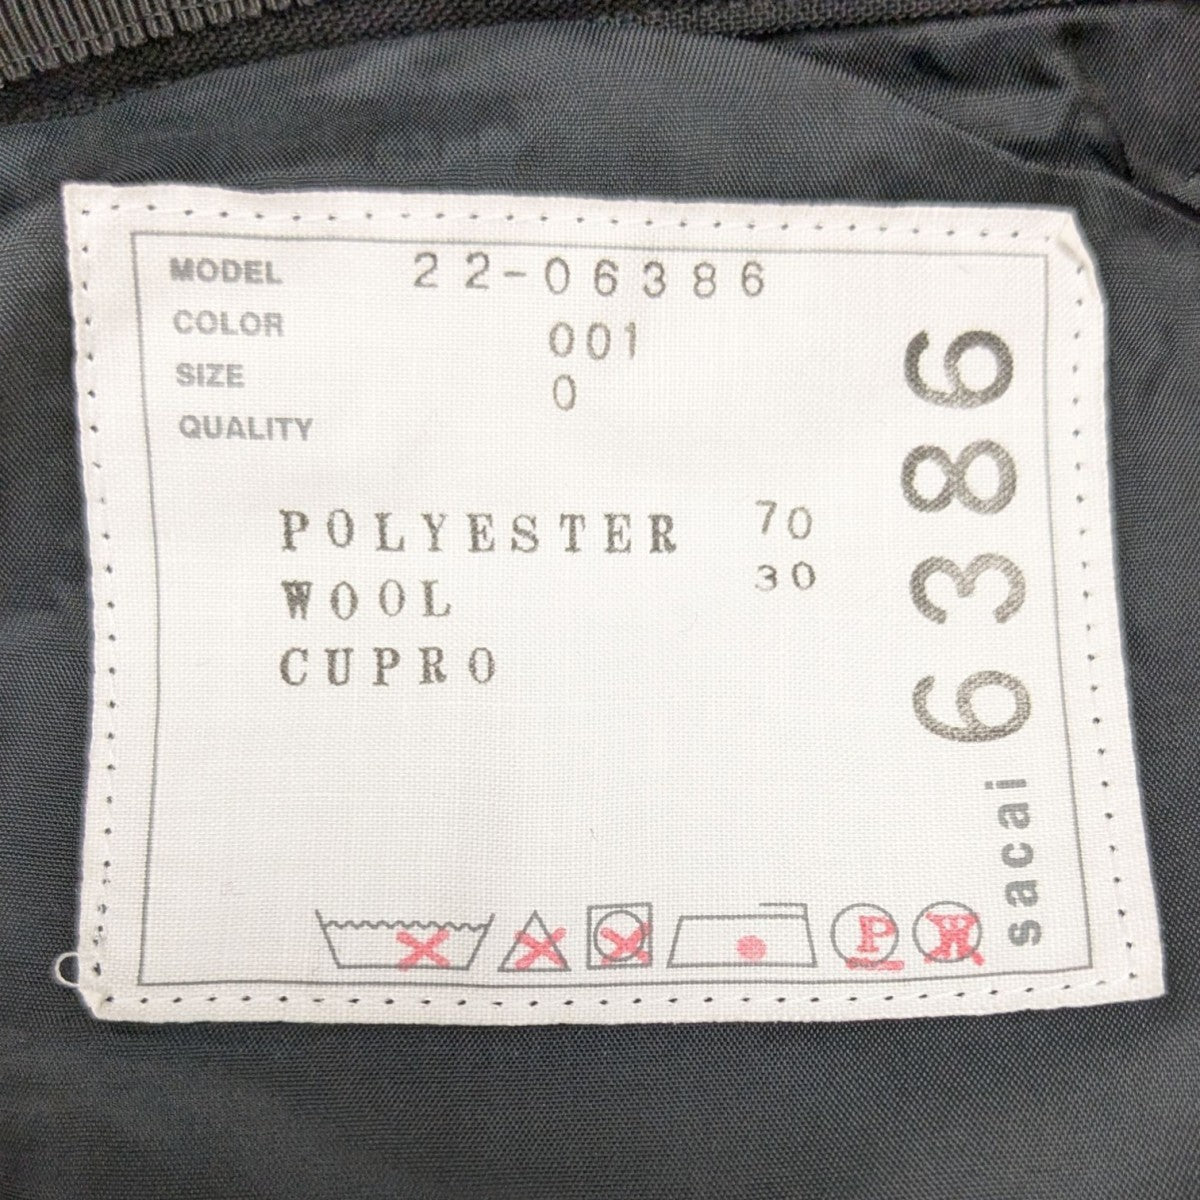 MODEL 22-06386
COLOR 001
SIZE 0
QUALITY
POLYESTER 70
WOOL 30
CUPRO
P W
sacai 6386